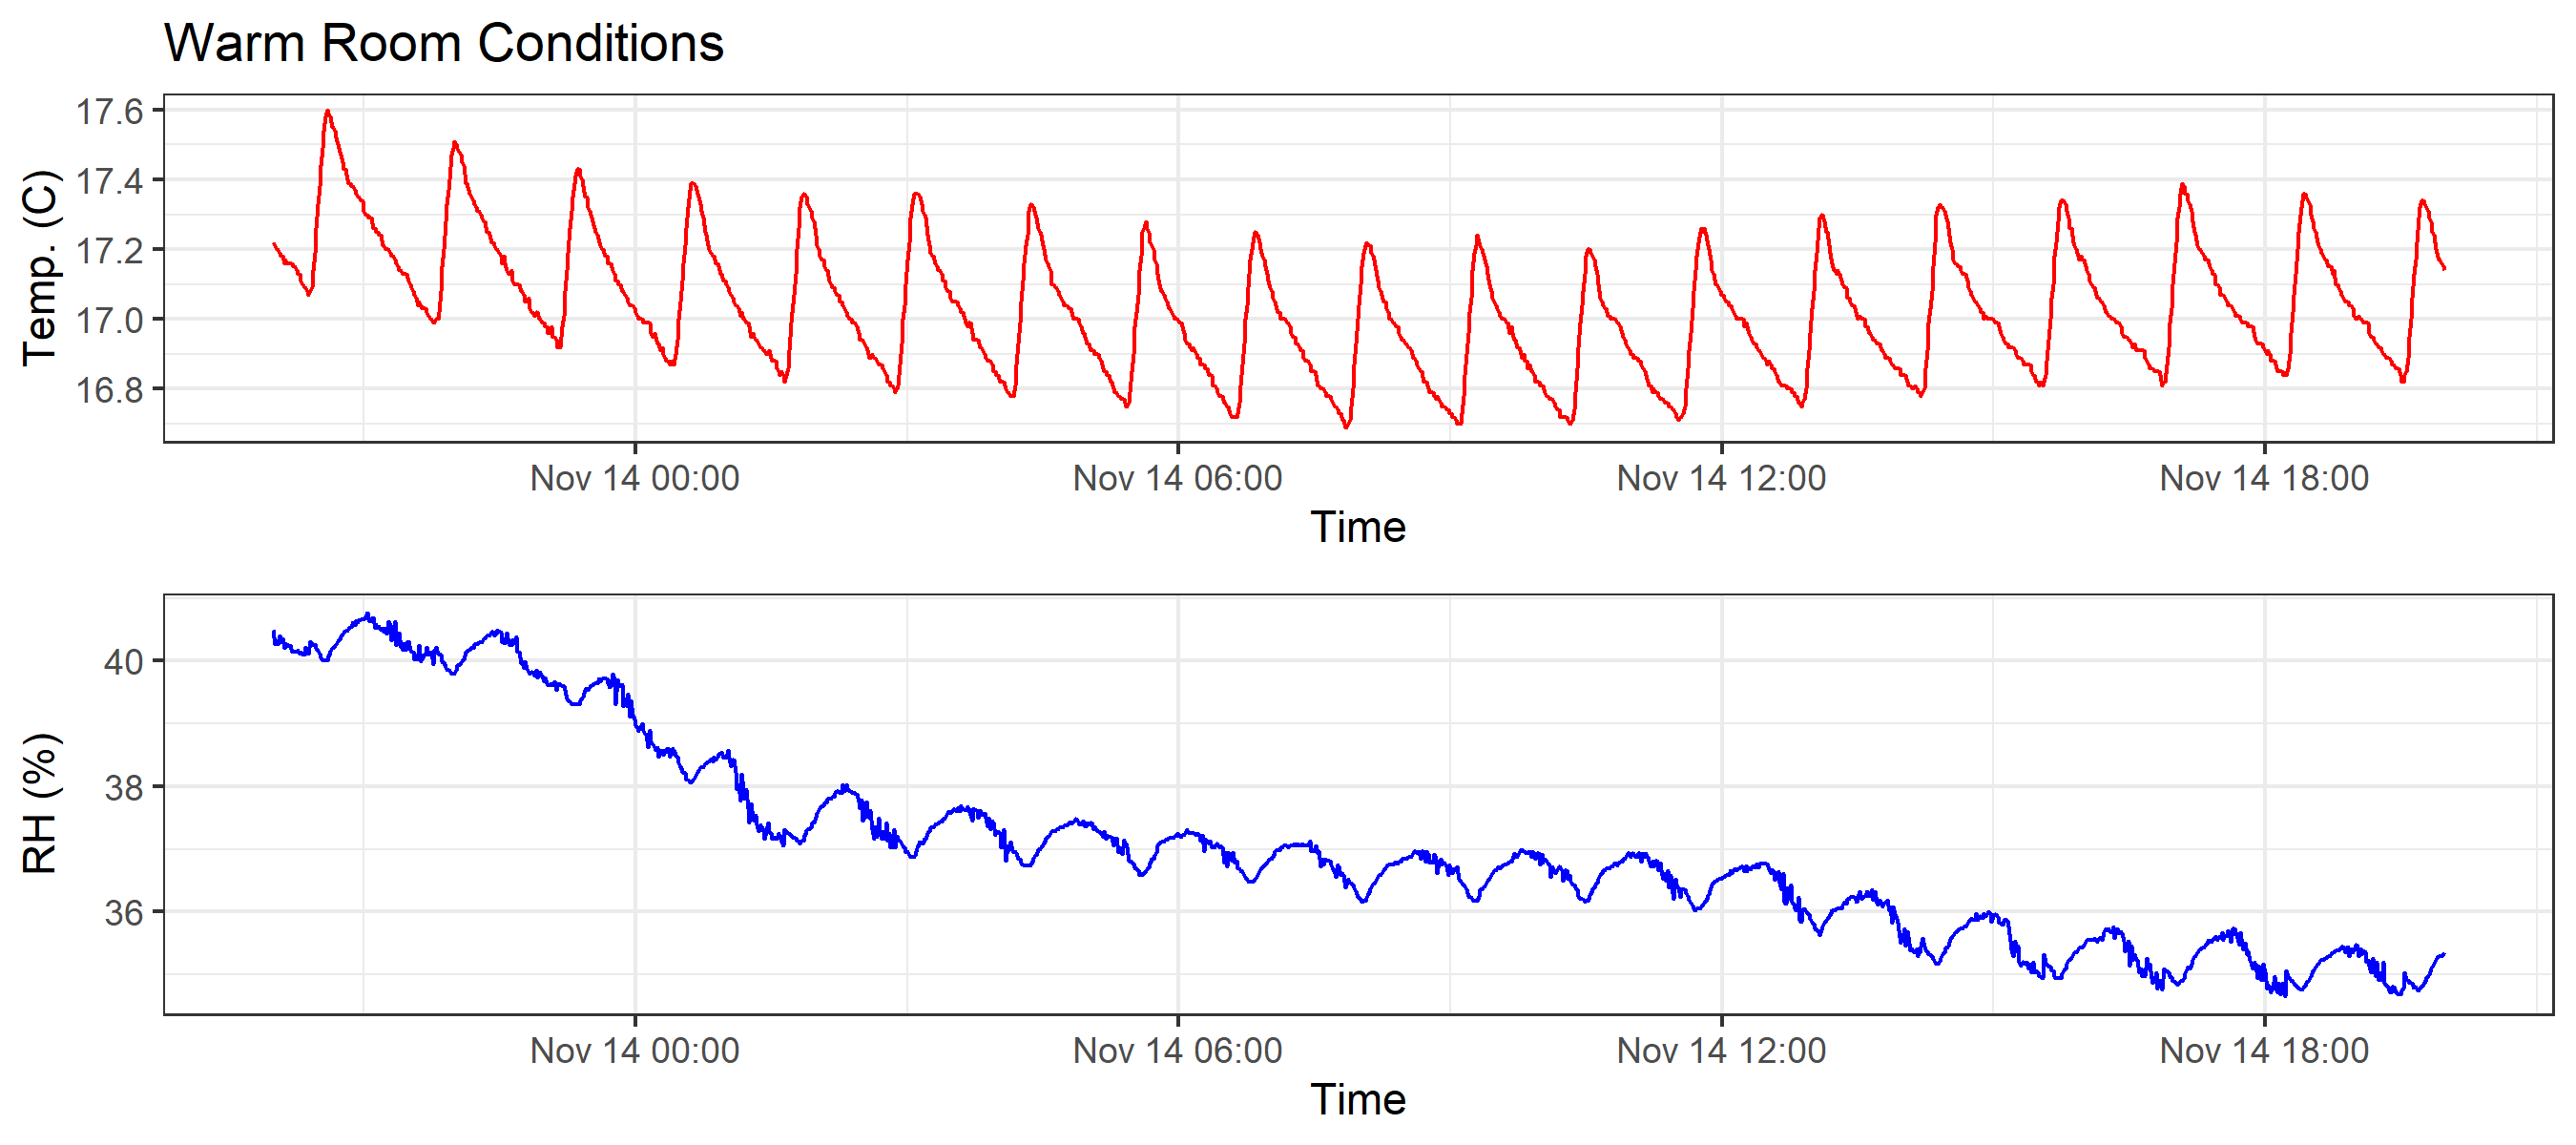 Warm Room Conditions
Temp. (C)
17.6
17.4
17.2
17.0
16.8
Nov 14 00:00 Nov 14 06:00 Nov 14 12:00 Nov 14 18:00
Time
RH (%)
40
38
36
Nov 14 00:00 Nov 14 06:00 Nov 14 12:00 Nov 14 18:00
Time